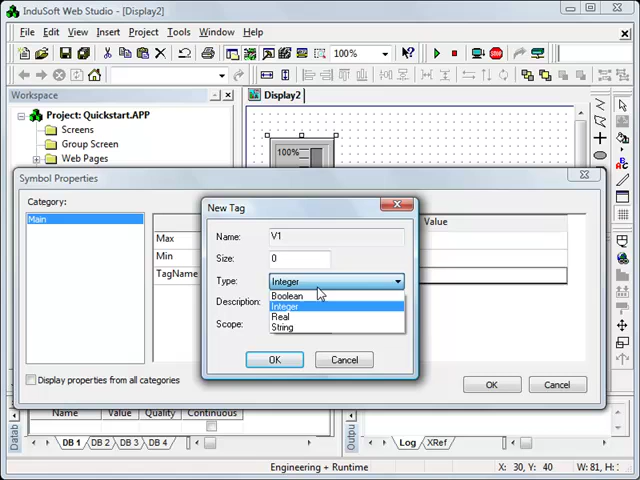 InduSoft Web Studio - [Display2]
File Edit View Insert Project Tools Window Help
100%
Workspace
Display2
Project: Quickstart.APP
Screens
Group Screen
Web Pages
100%
Symbol Properties
Category:
Main
Value
Max
Min
TagName
New Tag
Name: V1
Size: 0
Type: Integer
Boolean
Integer
Real
String
Description:
Scope:
OK Cancel
Display properties from all categories
OK Cancel
Name Value Quality Continuous
Datab
DB 1 DB 2 DB 3 DB 4
Outpu
Log XRef
Engineering + Runtime
X: 30, Y: 40
W: 81, H: